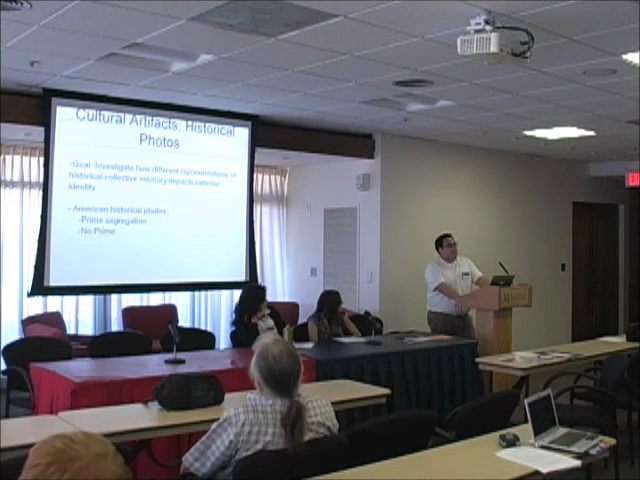 Cultural Artifacts: Historical
Photos
-Goal: Investigate how different representations of
historical collective memory impacts national
identity
- American historical photos:
-Prime segregation
-No Prime